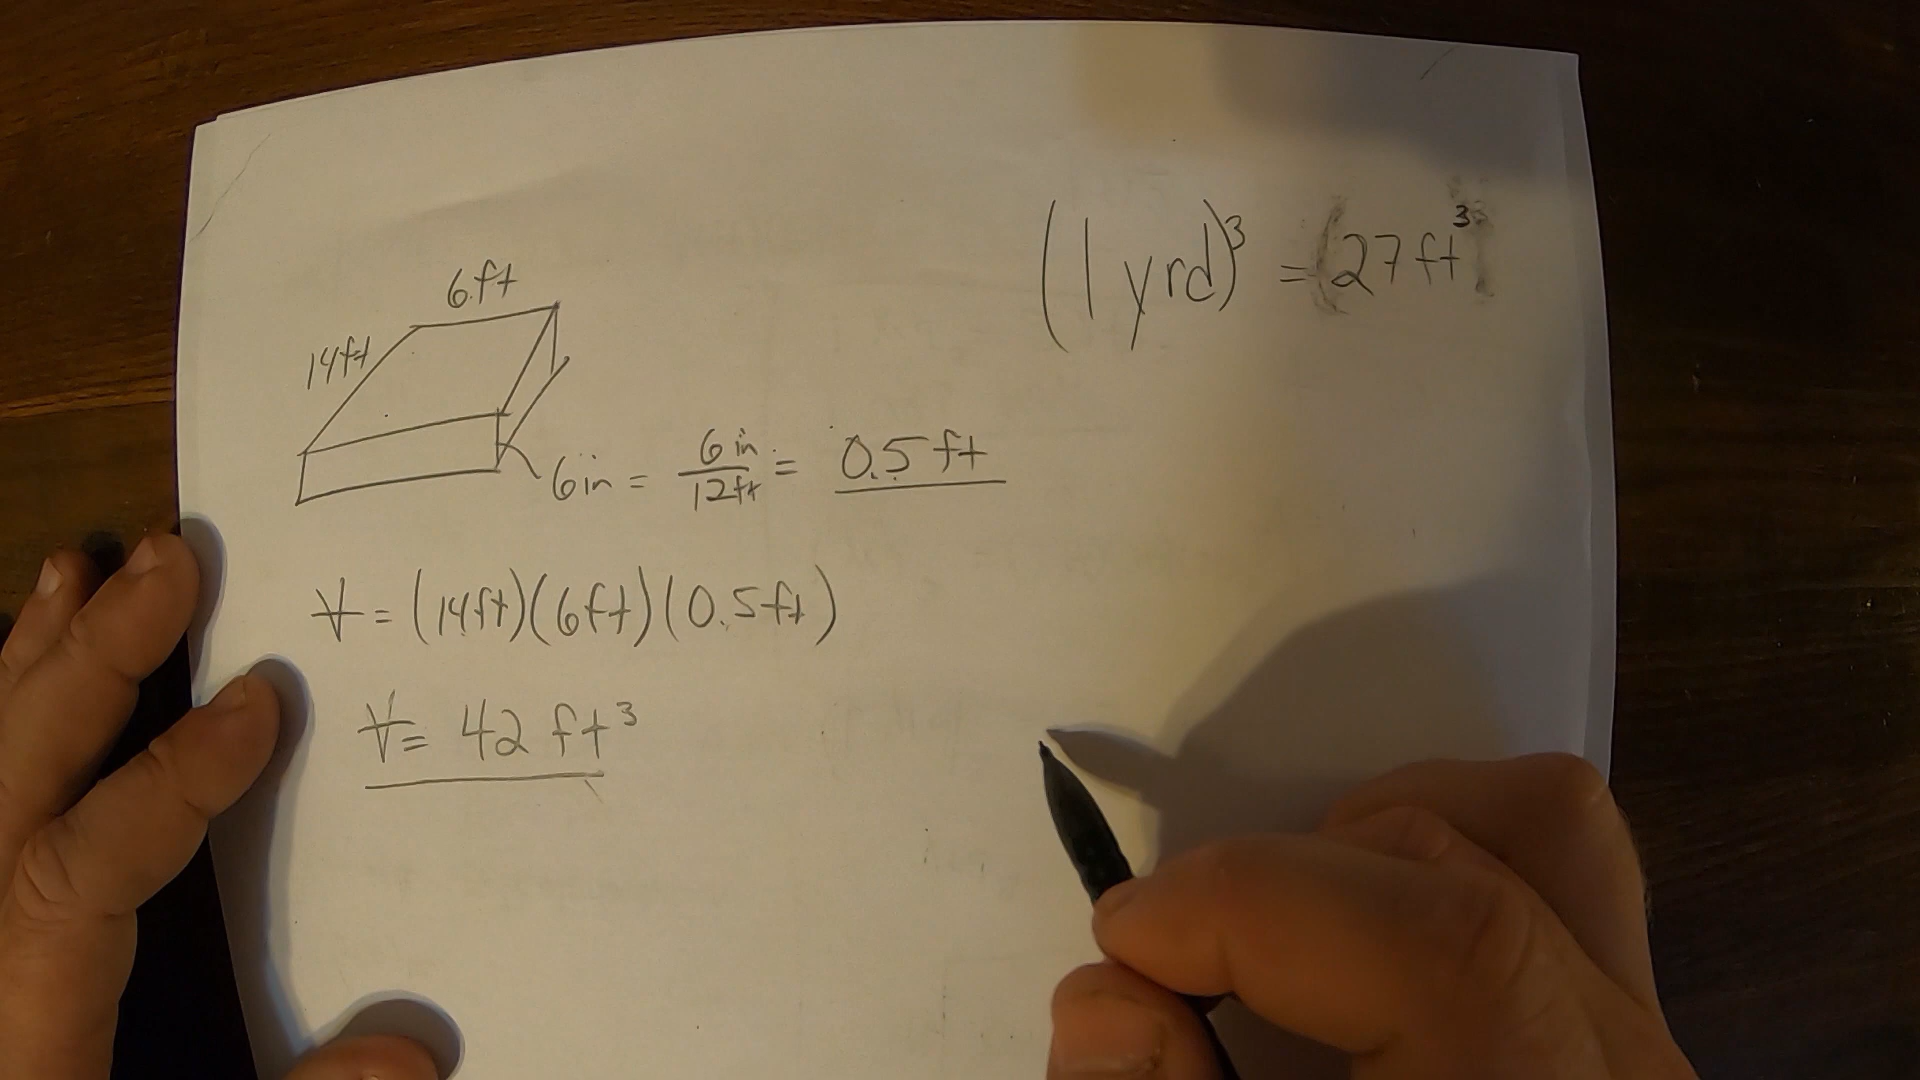 (1 yrd)³ = (27 ft³)
6 ft
14 ft
6 in = 6 in / 12 ft = 0.5 ft
V = (14 ft)(6 ft)(0.5 ft)
V = 42 ft³